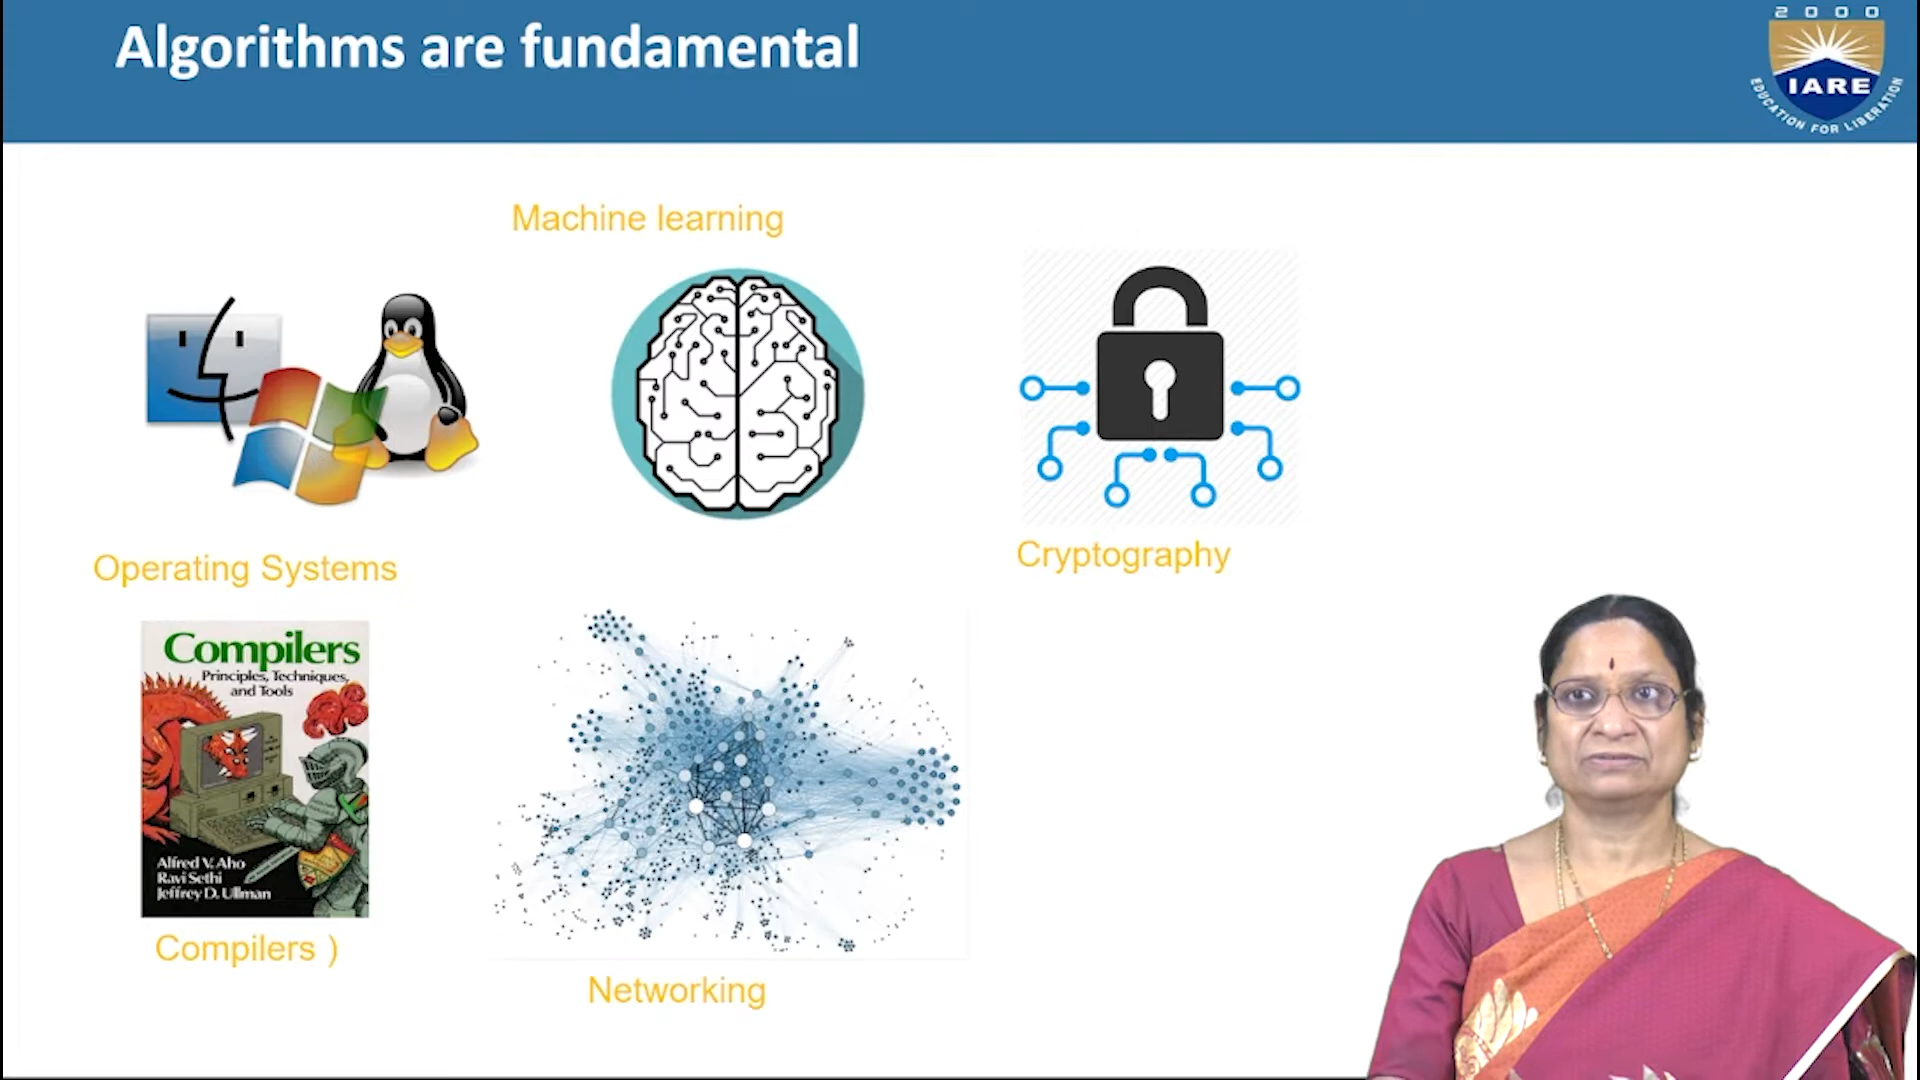 Algorithms are fundamental
2000
IARE
EDUCATION FOR LIBERATION
Machine learning
Operating Systems
Cryptography
Compilers
Principles, Techniques,
and Tools
Alfred V. Aho
Ravi Sethi
Jeffrey D. Ullman
Compilers )
Networking